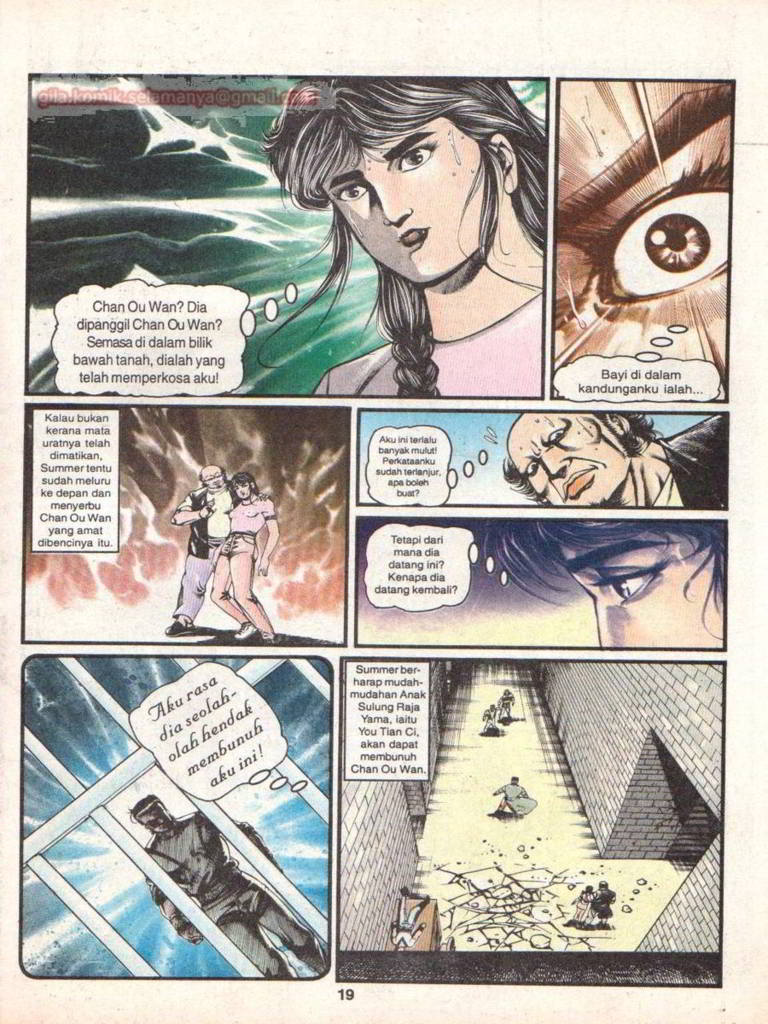 gila.komik.selamanya@gmail.com
Chan Ou Wan? Dia
dipanggil Chan Ou Wan?
Semasa di dalam bilik
bawah tanah, dialah yang
telah memperkosa aku!
Bayi di dalam
kandunganku ialah...
Kalau bukan
kerana mata
uratnya telah
dimatikan,
Summer tentu
sudah meluru
ke depan dan
menyerbu
Chan Ou Wan
yang amat
dibencinya itu.
Aku ini terlalu
banyak mulut!
Perkataanku
sudah terlanjur,
apa boleh
buat?
Tetapi dari
mana dia
datang ini?
Kenapa dia
datang kembali?
Aku rasa
dia seolah-
olah hendak
membunuh
aku ini!
Summer ber-
harap mudah-
mudahan Anak
Sulung Raja
Yama, iaitu
You Tian Ci,
akan dapat
membunuh
Chan Ou Wan.
19